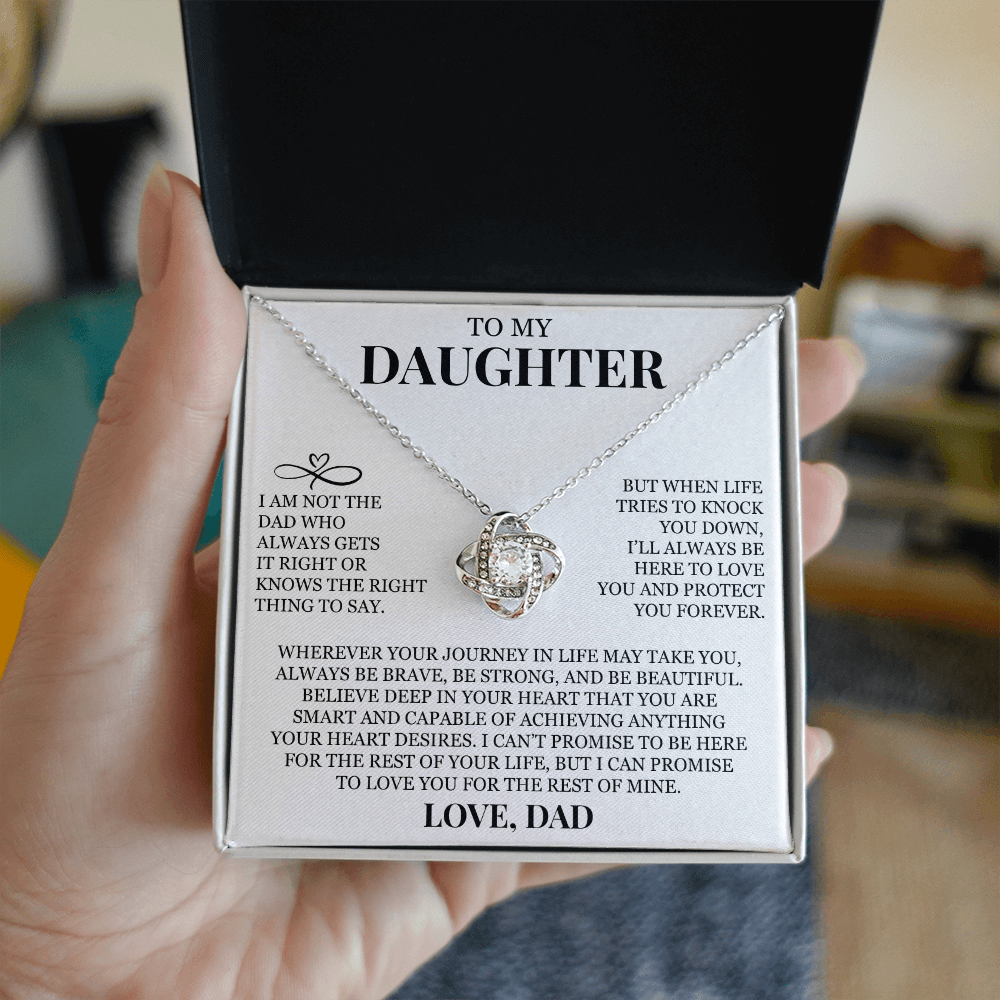 TO MY
DAUGHTER
I AM NOT THE
DAD WHO
ALWAYS GETS
IT RIGHT OR
KNOWS THE RIGHT
THING TO SAY.
BUT WHEN LIFE
TRIES TO KNOCK
YOU DOWN,
I’LL ALWAYS BE
HERE TO LOVE
YOU AND PROTECT
YOU FOREVER.
WHEREVER YOUR JOURNEY IN LIFE MAY TAKE YOU,
ALWAYS BE BRAVE, BE STRONG, AND BE BEAUTIFUL.
BELIEVE DEEP IN YOUR HEART THAT YOU ARE
SMART AND CAPABLE OF ACHIEVING ANYTHING
YOUR HEART DESIRES. I CAN’T PROMISE TO BE HERE
FOR THE REST OF YOUR LIFE, BUT I CAN PROMISE
TO LOVE YOU FOR THE REST OF MINE.
LOVE, DAD